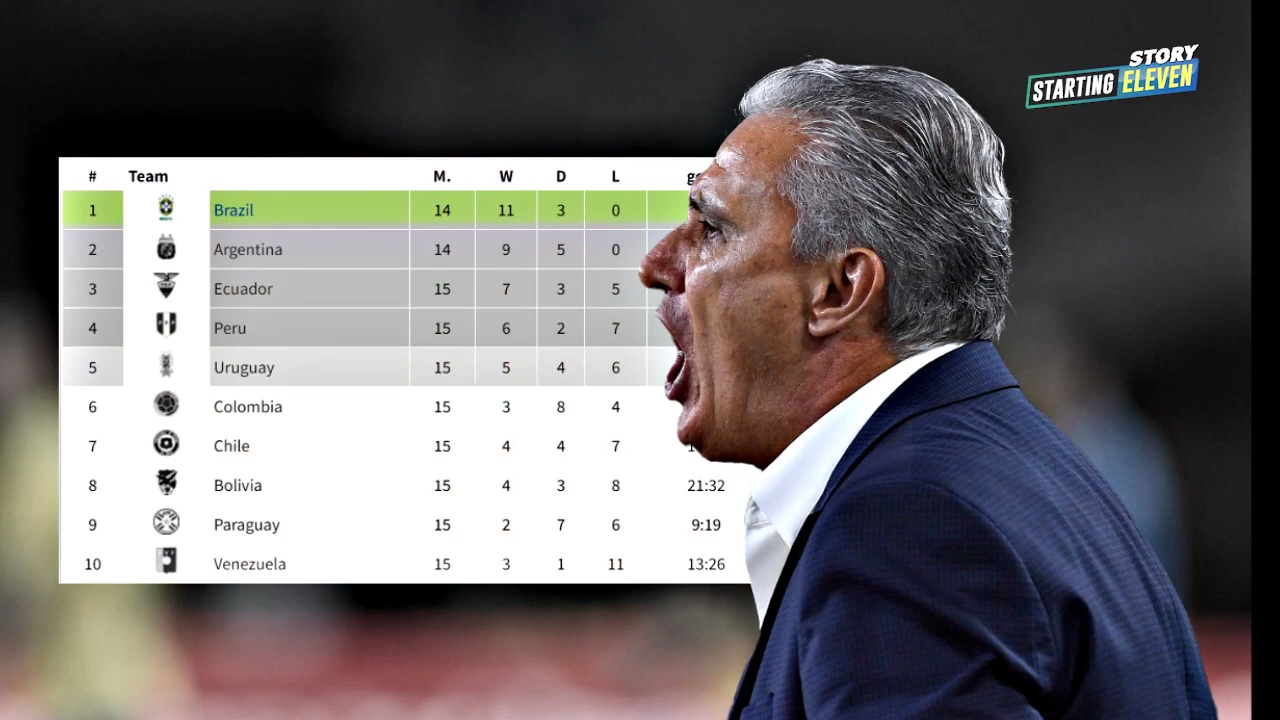 STORY
STARTING ELEVEN
# Team M. W D L
1 Brazil 14 11 3 0
2 Argentina 14 9 5 0
3 Ecuador 15 7 3 5
4 Peru 15 6 2 7
5 Uruguay 15 5 4 6
6 Colombia 15 3 8 4
7 Chile 15 4 4 7
8 Bolivia 15 4 3 8 21:32
9 Paraguay 15 2 7 6 9:19
10 Venezuela 15 3 1 11 13:26